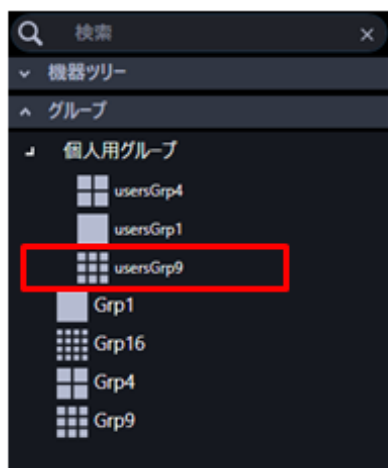 検索
機器ツリー
グループ
個人用グループ
usersGrp4
usersGrp1
usersGrp9
Grp1
Grp16
Grp4
Grp9